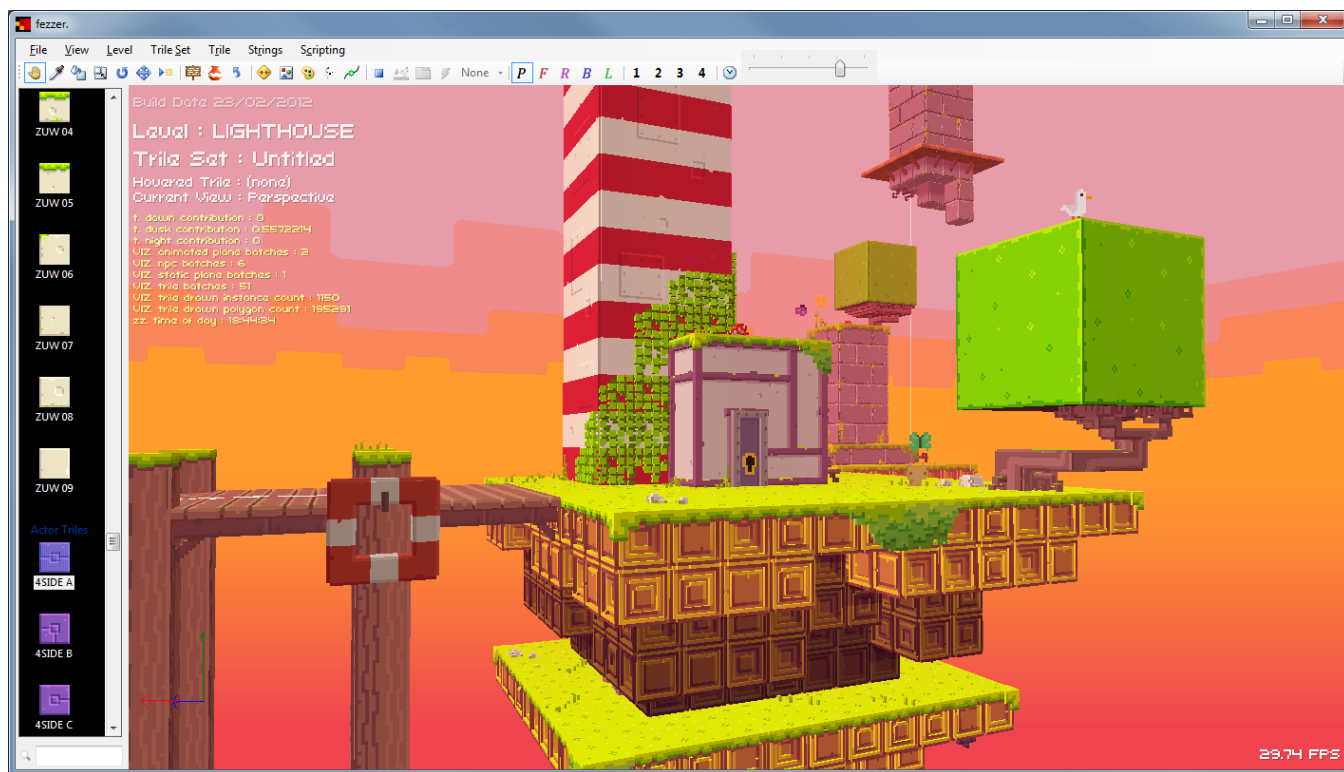 fezzer.
File View Level Trile Set Trile Strings Scripting
None P F R B L 1 2 3 4
Build Date 23/02/2012
Level : LIGHTHOUSE
Trile Set : Untitled
Hovered Trile : (none)
Current View : Perspective
t. dawn contribution : 0
t. dusk contribution : 0.5572214
t. night contribution : 0
VIZ. animated plane batches : 2
VIZ. npc batches : 6
VIZ. static plane batches : 1
VIZ. trile batches : 51
VIZ. trile drawn instance count : 1150
VIZ. trile drawn polygon count : 195291
zz. time of day : 18:44:34
ZUW 04
ZUW 05
ZUW 06
ZUW 07
ZUW 08
ZUW 09
Actor Triles
4SIDE A
4SIDE B
4SIDE C
29.74 FPS